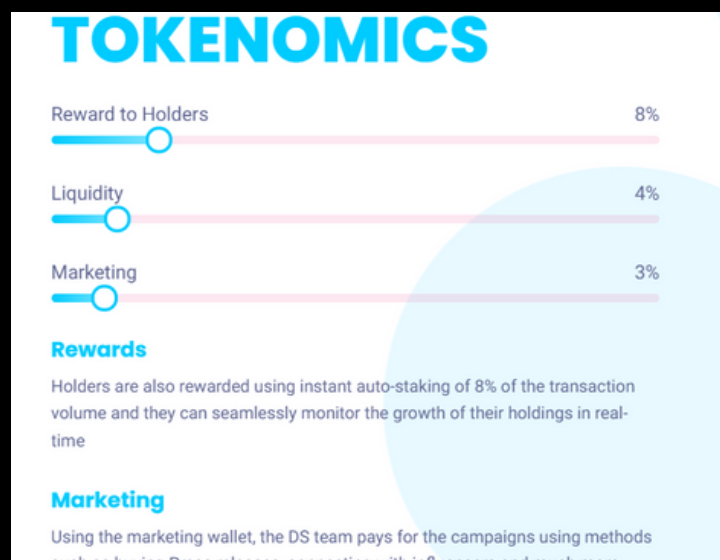 TOKENOMICS
Reward to Holders 8%
Liquidity 4%
Marketing 3%
Rewards
Holders are also rewarded using instant auto-staking of 8% of the transaction
volume and they can seamlessly monitor the growth of their holdings in real-
time
Marketing
Using the marketing wallet, the DS team pays for the campaigns using methods